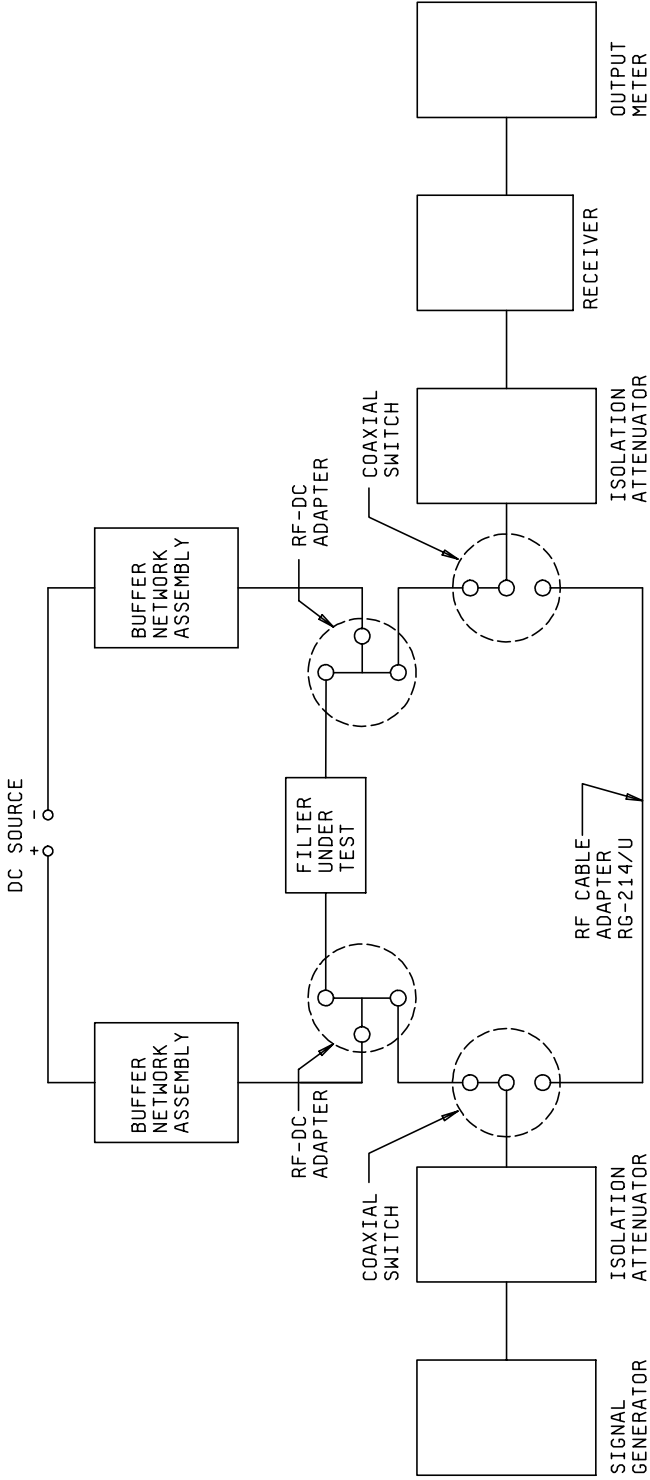 DC SOURCE
+ -
BUFFER
NETWORK
ASSEMBLY
BUFFER
NETWORK
ASSEMBLY
RF-DC
ADAPTER
FILTER
UNDER
TEST
RF-DC
ADAPTER
COAXIAL
SWITCH
COAXIAL
SWITCH
RF CABLE
ADAPTER
RG-214/U
SIGNAL
GENERATOR
ISOLATION
ATTENUATOR
ISOLATION
ATTENUATOR
RECEIVER
OUTPUT
METER